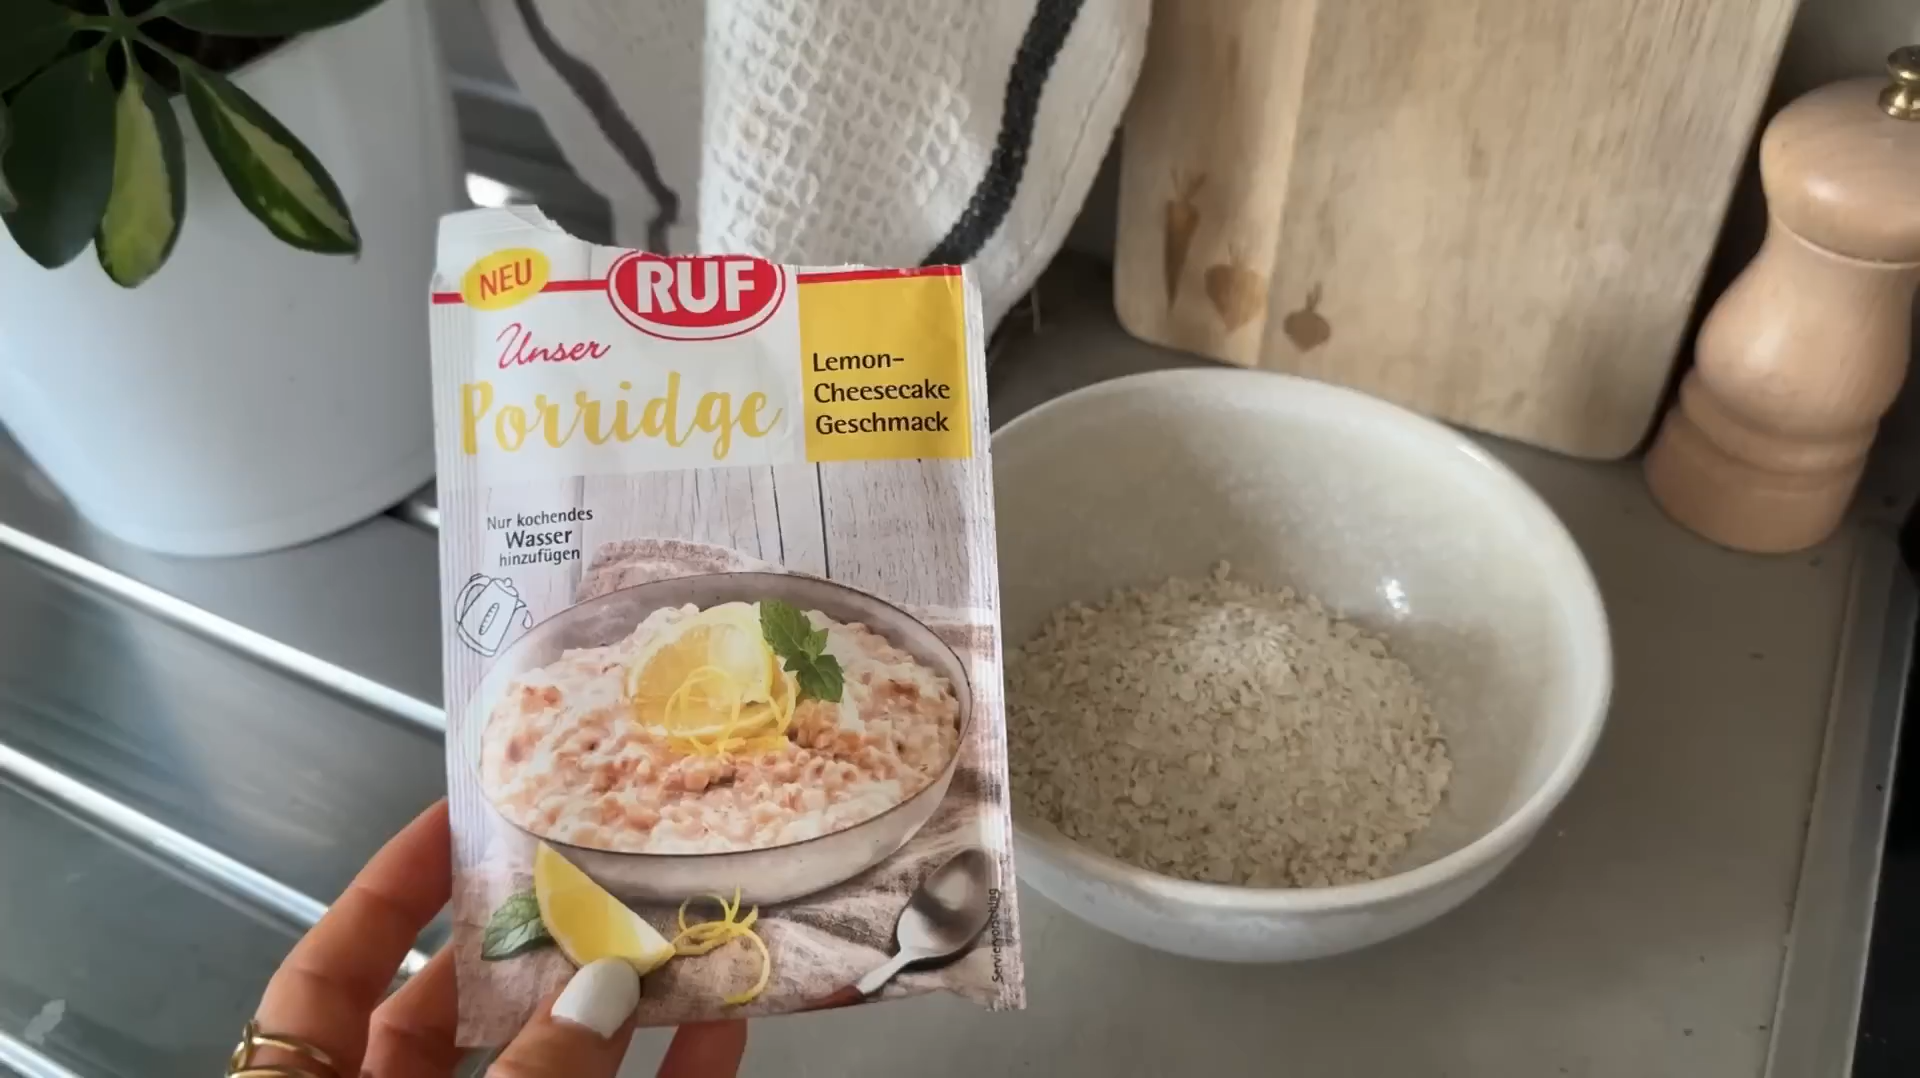 NEU
RUF
Unser
Porridge
Lemon-
Cheesecake
Geschmack
Nur kochendes
Wasser
hinzufügen
Serviervorschlag